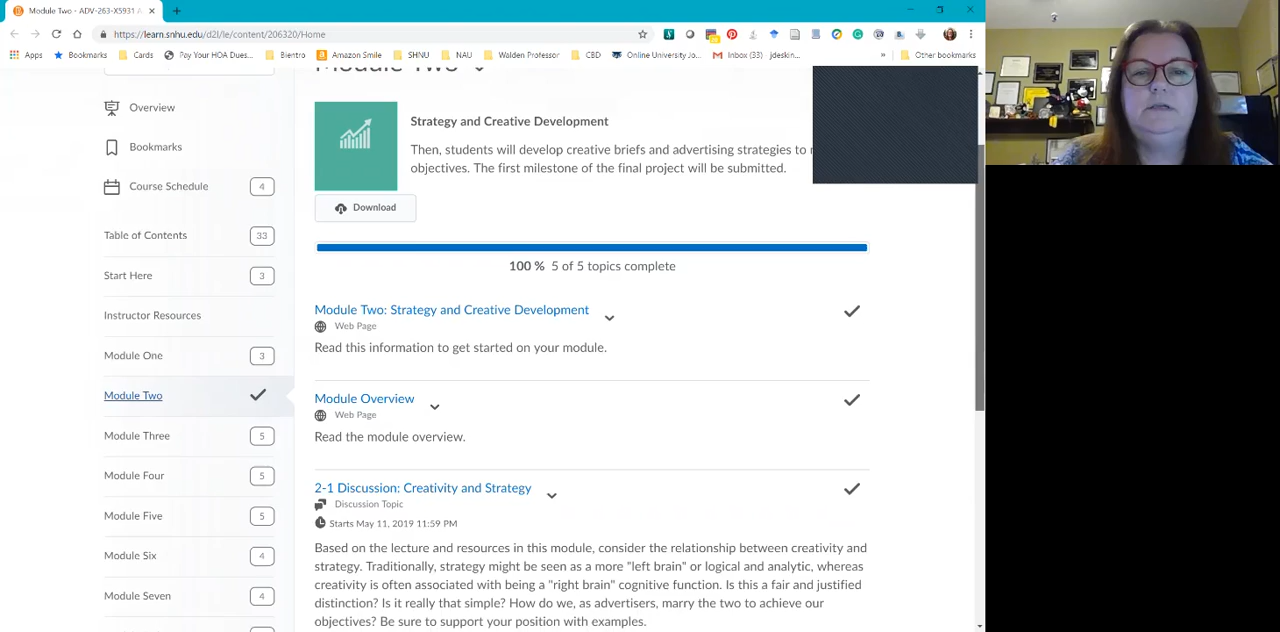 Module Two - ADV-263-X5931 A
https://learn.snhu.edu/d2l/le/content/206320/Home
Apps Bookmarks Cards Pay Your HOA Dues... Bientro Amazon Smile SHNU NAU Walden Professor CBD Online University Jo... Inbox (33) - jdeskin... » Other bookmarks
Module Two
Overview
Bookmarks
Course Schedule 4
Table of Contents 33
Start Here 3
Instructor Resources
Module One 3
Module Two
Module Three 5
Module Four 5
Module Five 5
Module Six 4
Module Seven 4
Strategy and Creative Development
Then, students will develop creative briefs and advertising strategies to
objectives. The first milestone of the final project will be submitted.
Download
100 % 5 of 5 topics complete
Module Two: Strategy and Creative Development
Web Page
Read this information to get started on your module.
Module Overview
Web Page
Read the module overview.
2-1 Discussion: Creativity and Strategy
Discussion Topic
Starts May 11, 2019 11:59 PM
Based on the lecture and resources in this module, consider the relationship between creativity and
strategy. Traditionally, strategy might be seen as a more "left brain" or logical and analytic, whereas
creativity is often associated with being a "right brain" cognitive function. Is this a fair and justified
distinction? Is it really that simple? How do we, as advertisers, marry the two to achieve our
objectives? Be sure to support your position with examples.